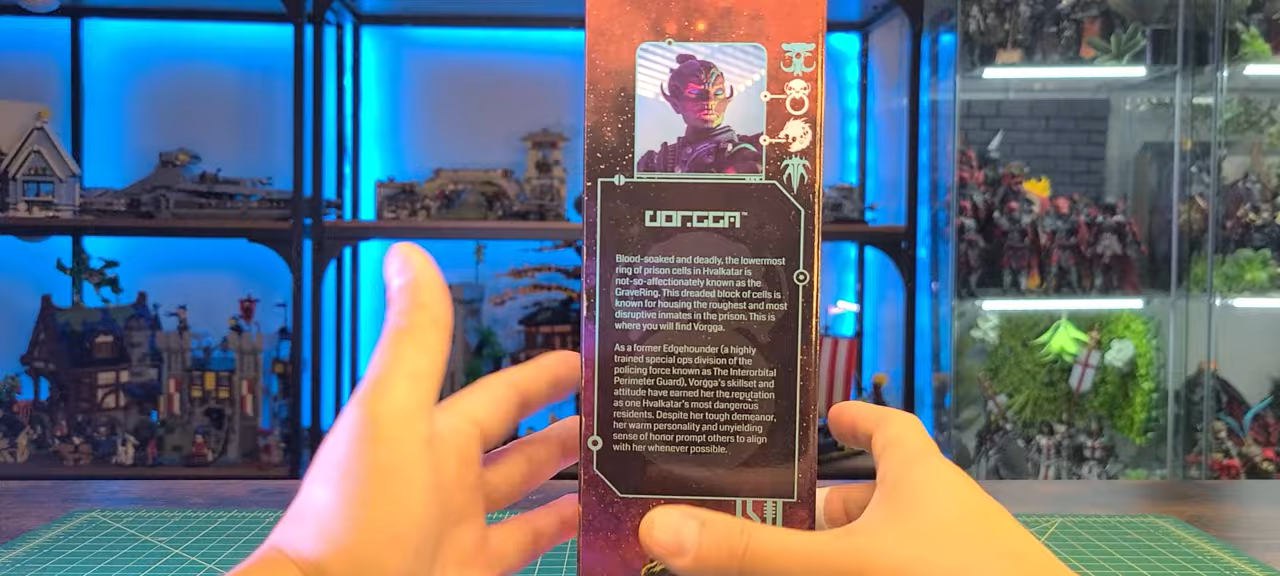 VORGGA™
Blood-soaked and deadly, the lowermost
ring of prison cells in Hvalkatar is
not-so-affectionately known as the
GraveRing. This dreaded block of cells is
known for housing the roughest and most
disruptive inmates in the prison. This is
where you will find Vorgga.
As a former Edgehounder (a highly
trained special ops division of the
policing force known as The Interorbital
Perimeter Guard), Vorgga's skillset and
attitude have earned her the reputation
as one Hvalkatar's most dangerous
residents. Despite her tough demeanor,
her warm personality and unyielding
sense of honor prompt others to align
with her whenever possible.